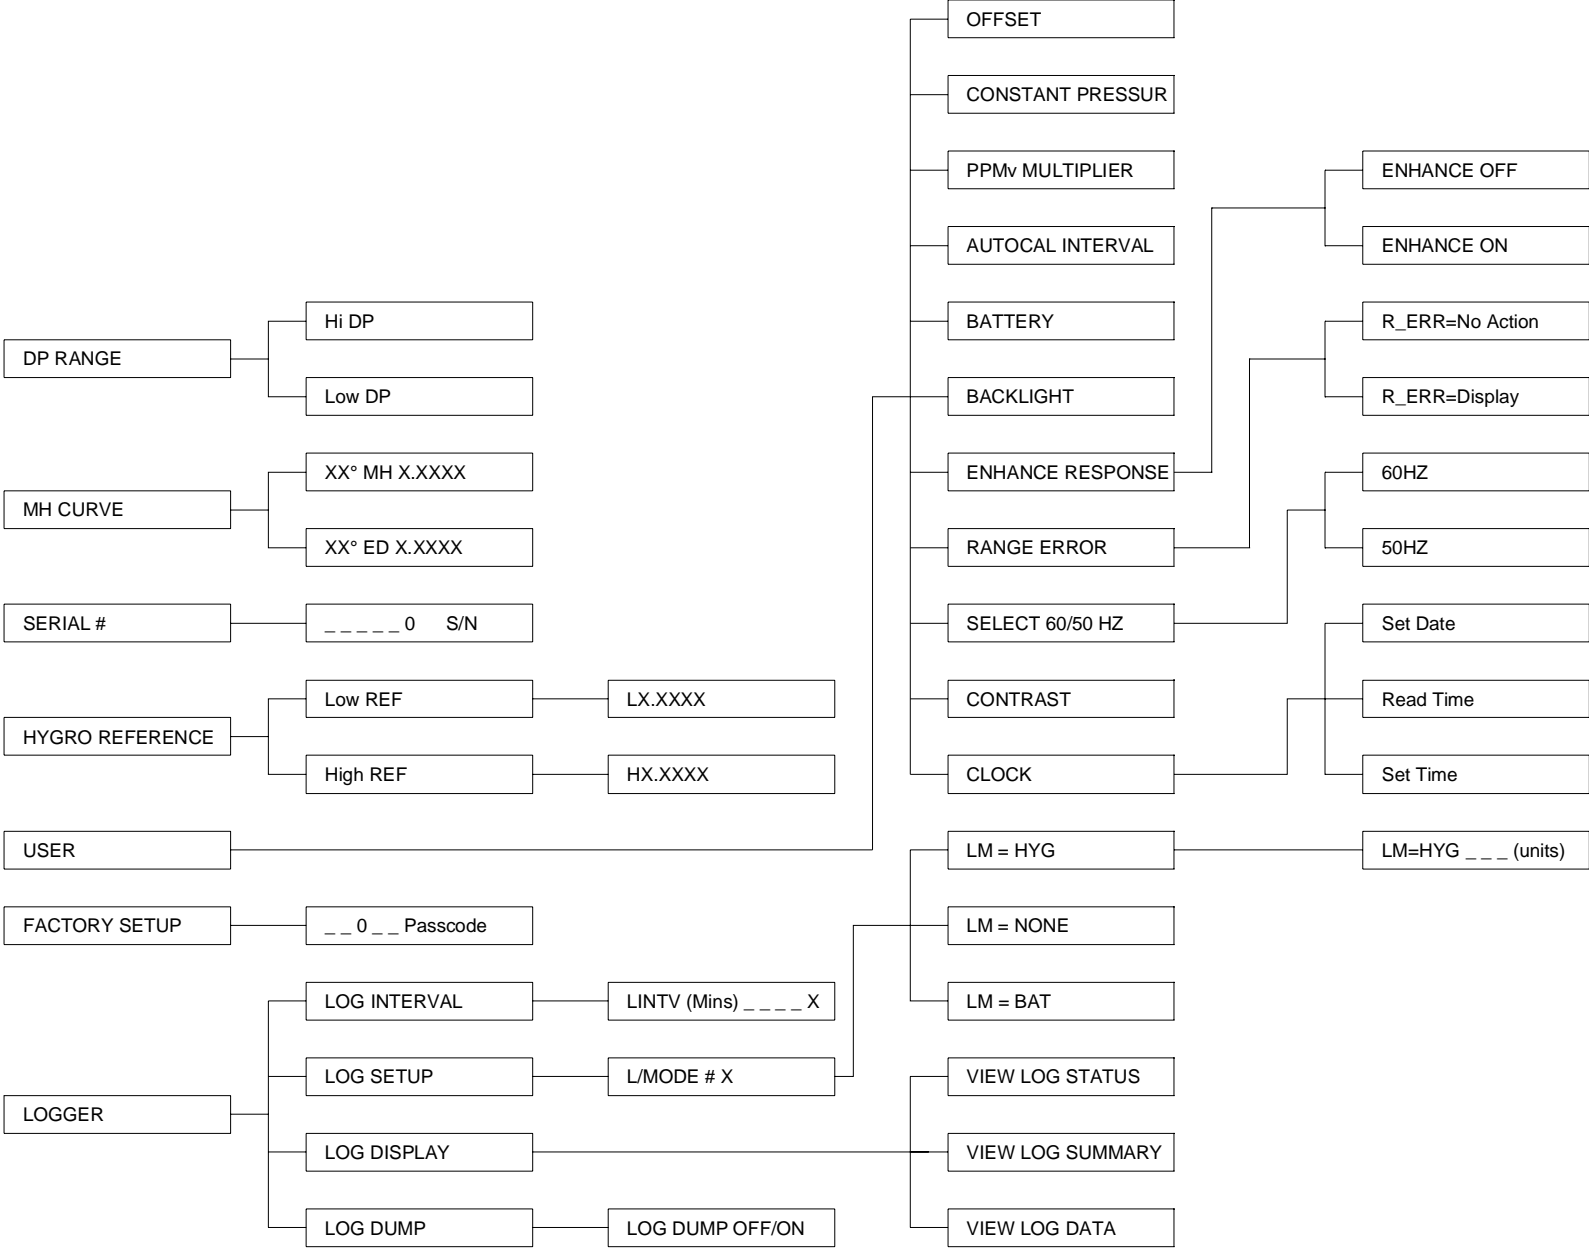 OFFSET
CONSTANT PRESSUR
PPMv MULTIPLIER
ENHANCE OFF
AUTOCAL INTERVAL
ENHANCE ON
Hi DP
BATTERY
R_ERR=No Action
DP RANGE
Low DP
BACKLIGHT
R_ERR=Display
XX° MH X.XXXX
ENHANCE RESPONSE
60HZ
MH CURVE
XX° ED X.XXXX
RANGE ERROR
50HZ
SERIAL #
_ _ _ _ _ 0 S/N
SELECT 60/50 HZ
Set Date
Low REF
LX.XXXX
CONTRAST
Read Time
HYGRO REFERENCE
High REF
HX.XXXX
CLOCK
Set Time
USER
LM = HYG
LM=HYG _ _ _ (units)
FACTORY SETUP
_ _ 0 _ _ Passcode
LM = NONE
LOG INTERVAL
LINTV (Mins) _ _ _ _ X
LM = BAT
LOG SETUP
L/MODE # X
VIEW LOG STATUS
LOGGER
LOG DISPLAY
VIEW LOG SUMMARY
LOG DUMP
LOG DUMP OFF/ON
VIEW LOG DATA